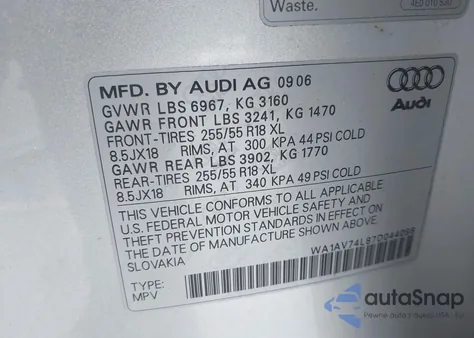 Waste.
4E0 010 520
MFD. BY AUDI AG 09 06
GVWR LBS 6967, KG 3160
GAWR FRONT LBS 3241, KG 1470
FRONT-TIRES 255/55 R18 XL
8.5JX18 RIMS, AT 300 KPA 44 PSI COLD
GAWR REAR LBS 3902, KG 1770
REAR-TIRES 255/55 R18 XL
8.5JX18 RIMS, AT 340 KPA 49 PSI COLD
THIS VEHICLE CONFORMS TO ALL APPLICABLE
U.S. FEDERAL MOTOR VEHICLE SAFETY AND
THEFT PREVENTION STANDARDS IN EFFECT ON
THE DATE OF MANUFACTURE SHOWN ABOVE
SLOVAKIA
TYPE:
MPV
WA1AV74L87D044098
Audi
autoSnap